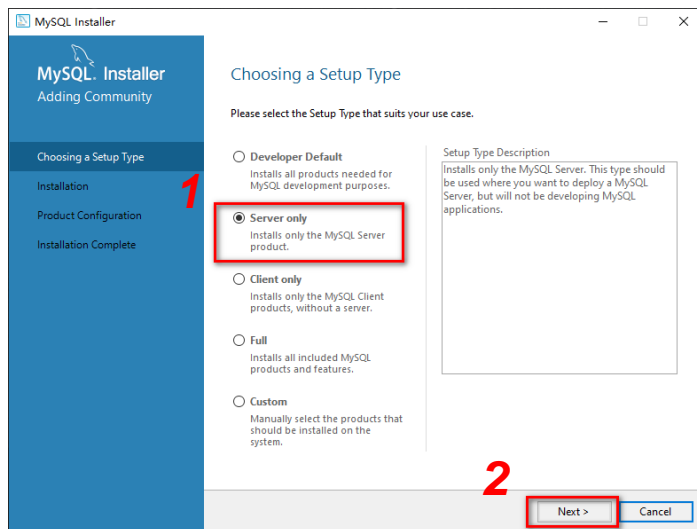 MySQL Installer
MySQL. Installer
Adding Community
Choosing a Setup Type
Installation
Product Configuration
Installation Complete
1
Choosing a Setup Type
Please select the Setup Type that suits your use case.
Developer Default
Installs all products needed for
MySQL development purposes.
Server only
Installs only the MySQL Server
product.
Client only
Installs only the MySQL Client
products, without a server.
Full
Installs all included MySQL
products and features.
Custom
Manually select the products that
should be installed on the
system.
Setup Type Description
Installs only the MySQL Server. This type should
be used where you want to deploy a MySQL
Server, but will not be developing MySQL
applications.
2
Next >
Cancel